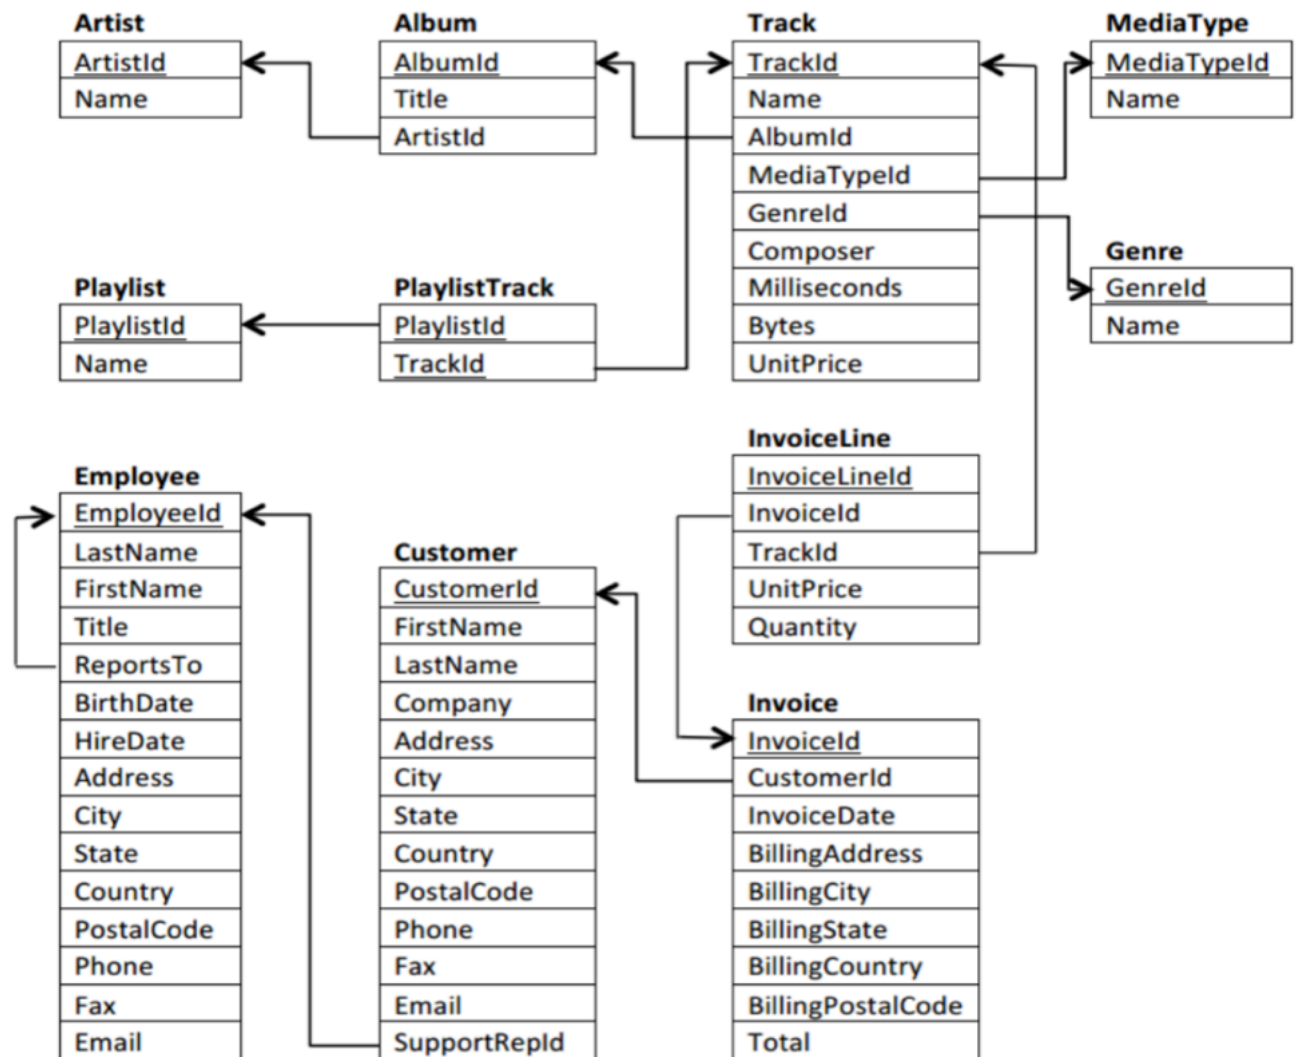 Artist
ArtistId
Name
Album
AlbumId
Title
ArtistId
Track
TrackId
Name
AlbumId
MediaTypeId
GenreId
Composer
Milliseconds
Bytes
UnitPrice
MediaType
MediaTypeId
Name
Genre
GenreId
Name
Playlist
PlaylistId
Name
PlaylistTrack
PlaylistId
TrackId
Employee
EmployeeId
LastName
FirstName
Title
ReportsTo
BirthDate
HireDate
Address
City
State
Country
PostalCode
Phone
Fax
Email
Customer
CustomerId
FirstName
LastName
Company
Address
City
State
Country
PostalCode
Phone
Fax
Email
SupportRepId
InvoiceLine
InvoiceLineId
InvoiceId
TrackId
UnitPrice
Quantity
Invoice
InvoiceId
CustomerId
InvoiceDate
BillingAddress
BillingCity
BillingState
BillingCountry
BillingPostalCode
Total